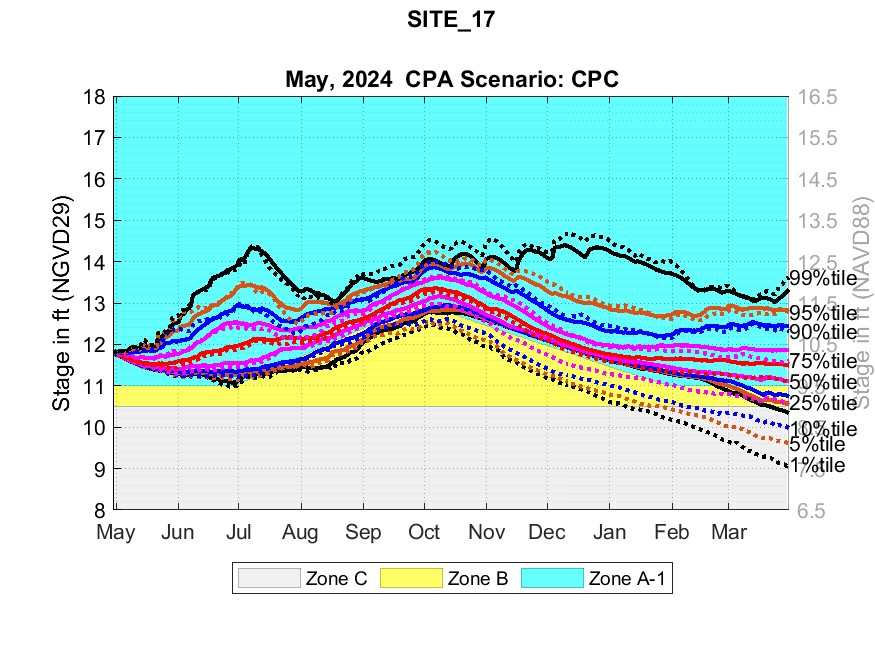 SITE_17
May, 2024 CPA Scenario: CPC
Stage in ft (NGVD29)
18
17
16
15
14
13
12
11
10
9
8
16.5
15.5
14.5
13.5
12.5
11.5
10.5
7.5
6.5
Stage in ft (NAVD88)
99%tile
95%tile
90%tile
75%tile
50%tile
25%tile
10%tile
5%tile
1%tile
May Jun Jul Aug Sep Oct Nov Dec Jan Feb Mar
Zone C Zone B Zone A-1